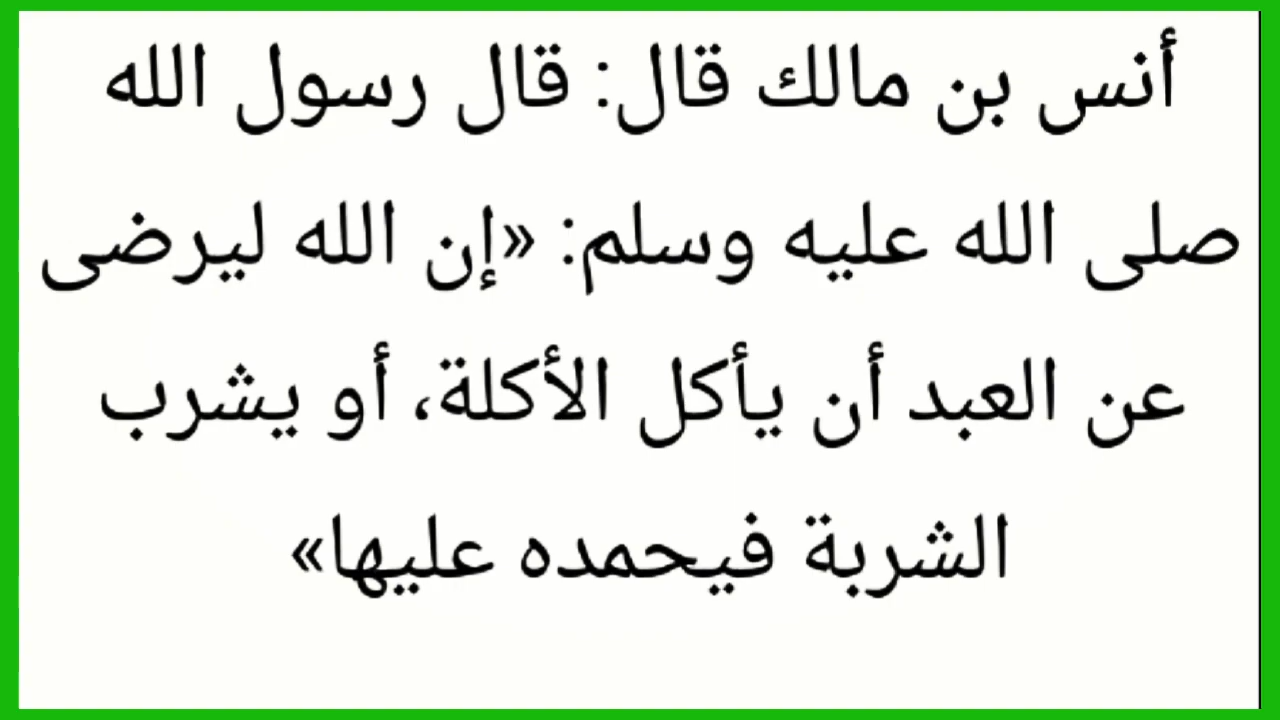 أنس بن مالك قال: قال رسول الله
صلى الله عليه وسلم: «إن الله ليرضى
عن العبد أن يأكل الأكلة، أو يشرب
الشربة فيحمده عليها»